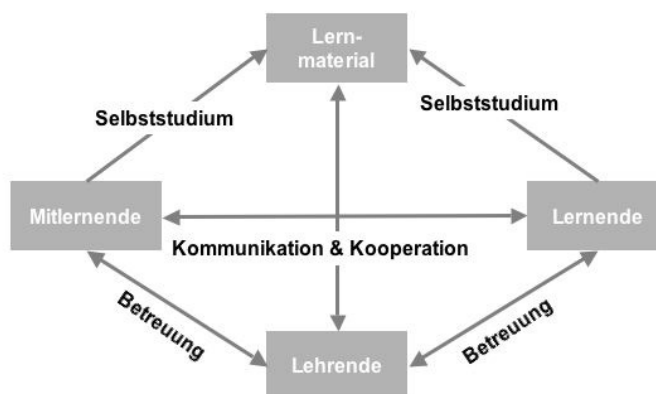 Lern-
material
Selbststudium
Selbststudium
Mitlernende
Lernende
Kommunikation & Kooperation
Betreuung
Betreuung
Lehrende